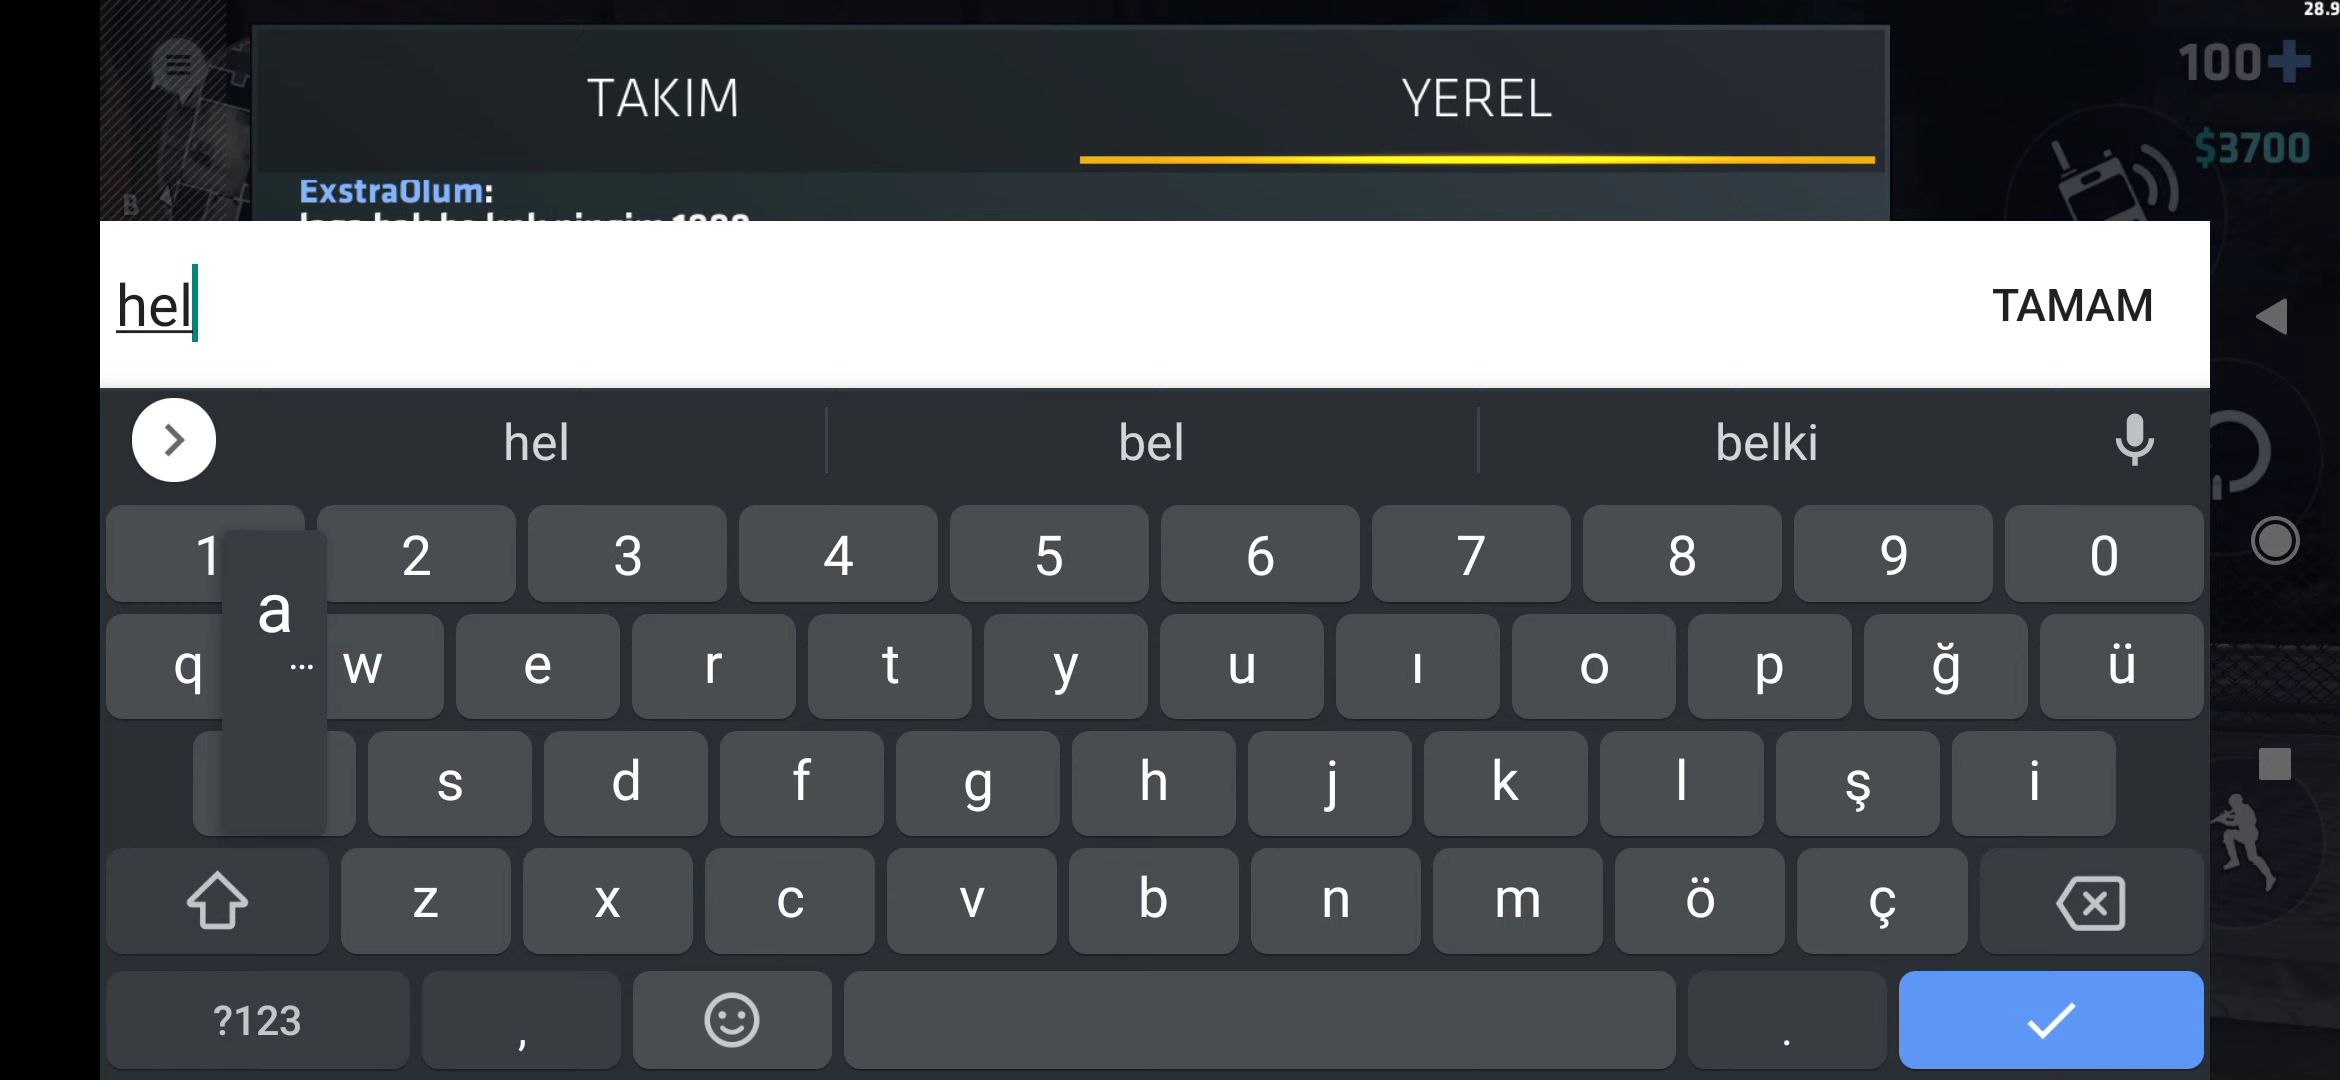 28.9
100+
TAKIM YEREL
$3700
ExstraOlum:
B
hel TAMAM
hel bel belki
1 2 3 4 5 6 7 8 9 0
a
q ... w e r t y u ı o p ğ ü
s d f g h j k l ş i
z x c v b n m ö ç
?123 , .